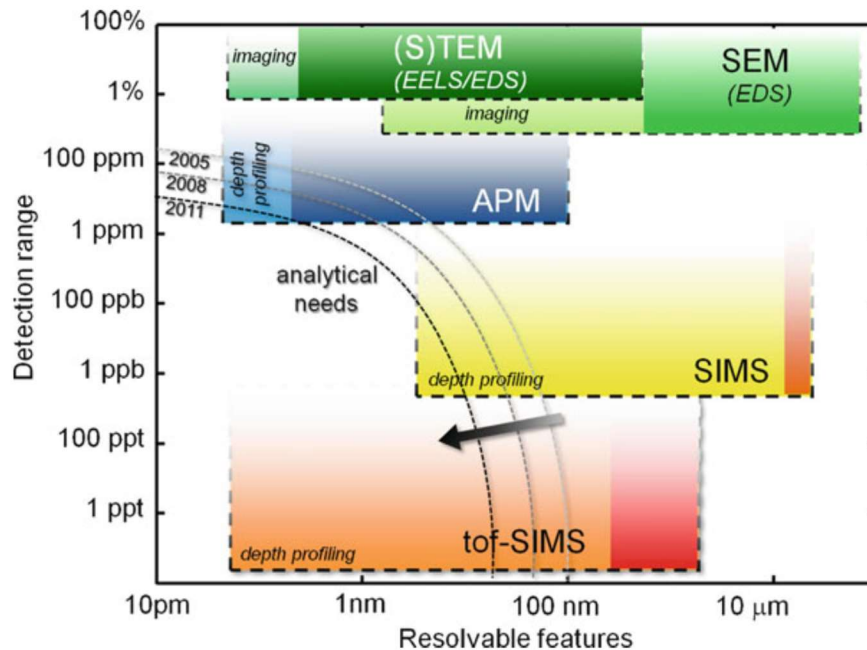 100%
1%
100 ppm
1 ppm
100 ppb
1 ppb
100 ppt
1 ppt
Detection range
imaging
(S)TEM
(EELS/EDS)
SEM
(EDS)
imaging
2005
2008
2011
depth
profiling
APM
analytical
needs
depth profiling
SIMS
depth profiling
tof-SIMS
10pm
1nm
100 nm
10 μm
Resolvable features